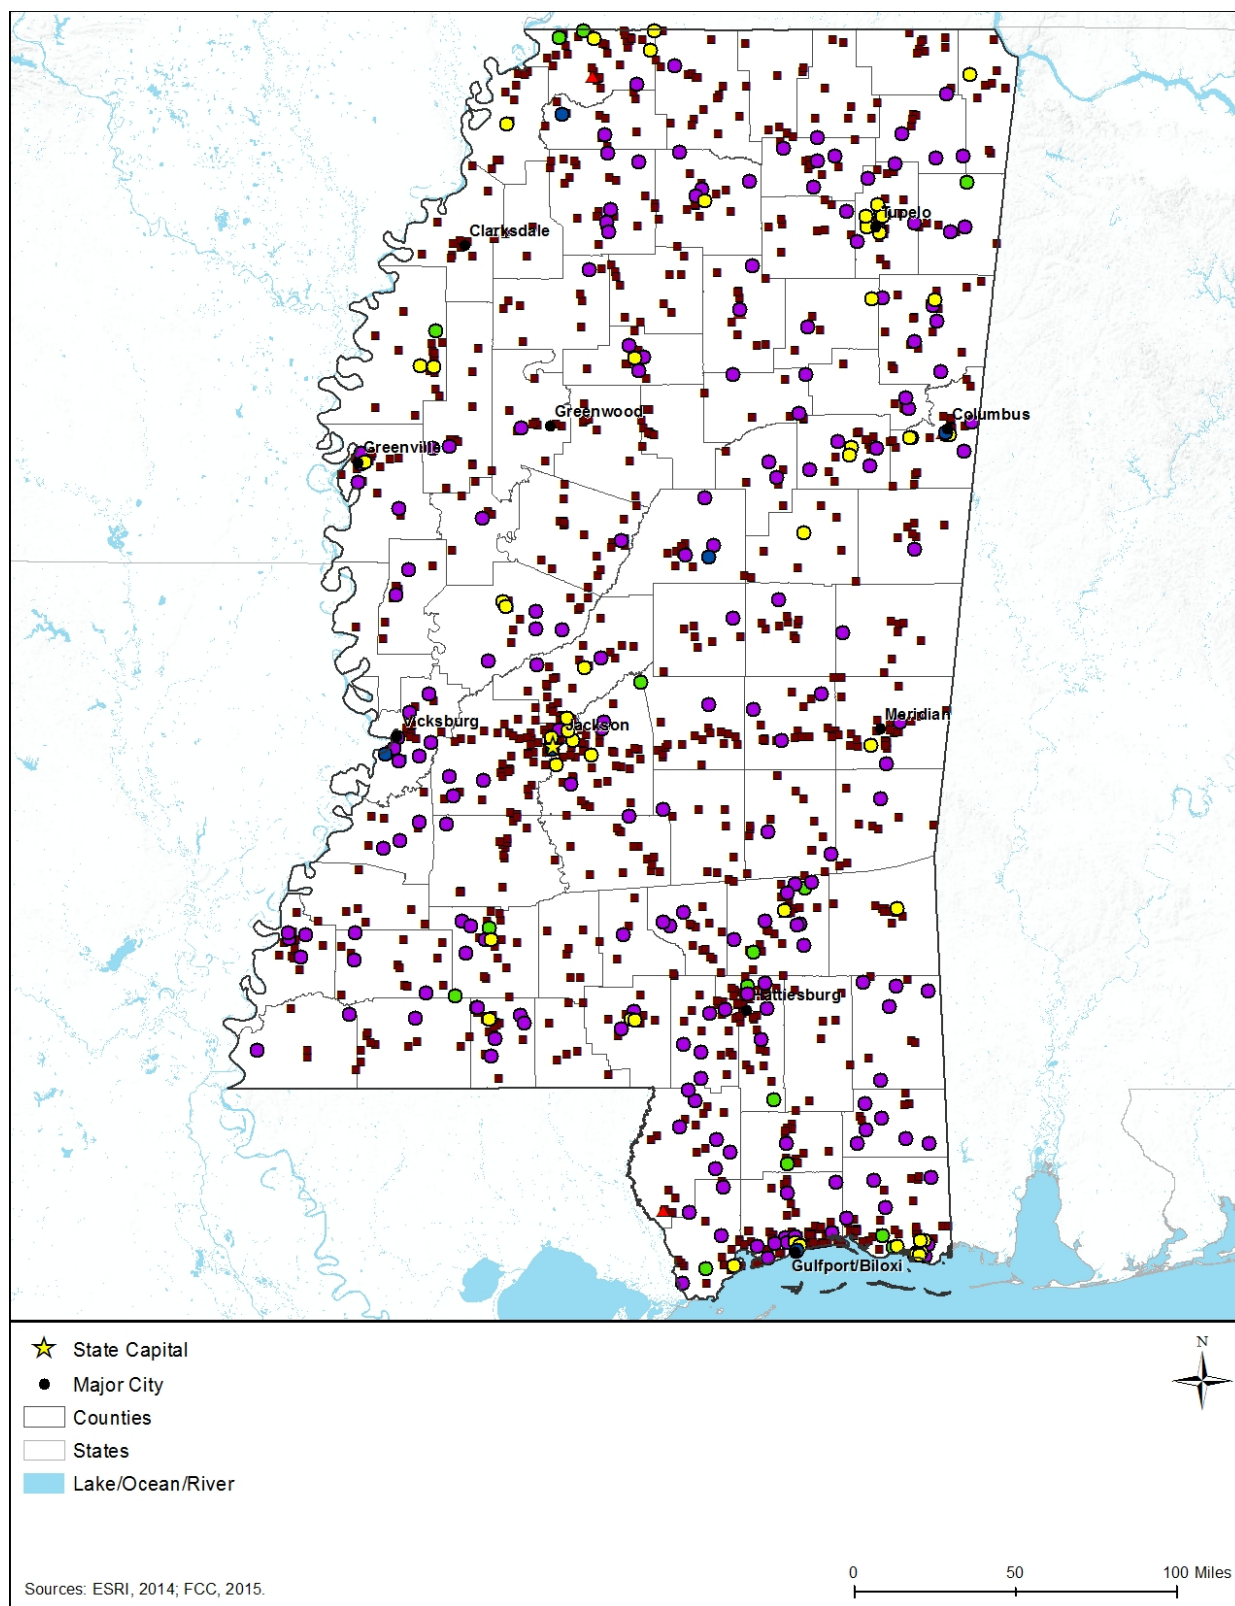 Tupelo
Clarksdale
Greenwood
Columbus
Greenville
Vicksburg
Jackson
Meridian
Hattiesburg
Gulfport/Biloxi
State Capital
Major City
Counties
States
Lake/Ocean/River
N
Sources: ESRI, 2014; FCC, 2015.
0 50 100 Miles